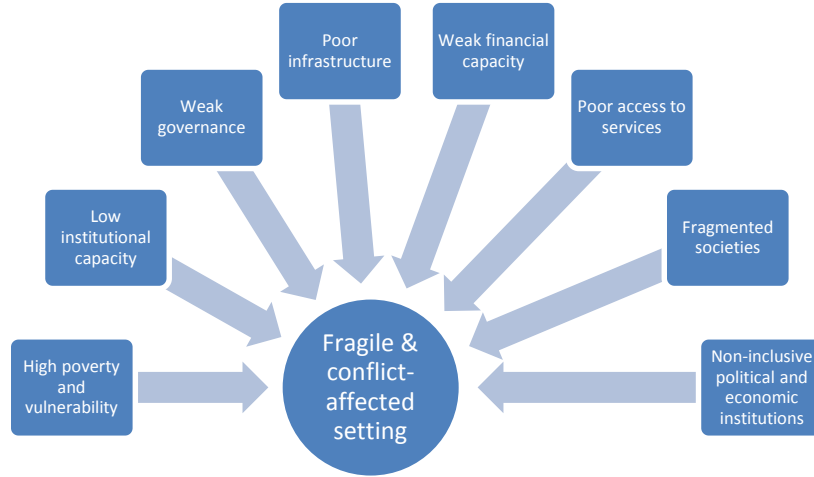 Poor
infrastructure
Weak financial
capacity
Weak
governance
Poor access to
services
Low
institutional
capacity
Fragmented
societies
High poverty
and
vulnerability
Fragile &
conflict-
affected
setting
Non-inclusive
political and
economic
institutions